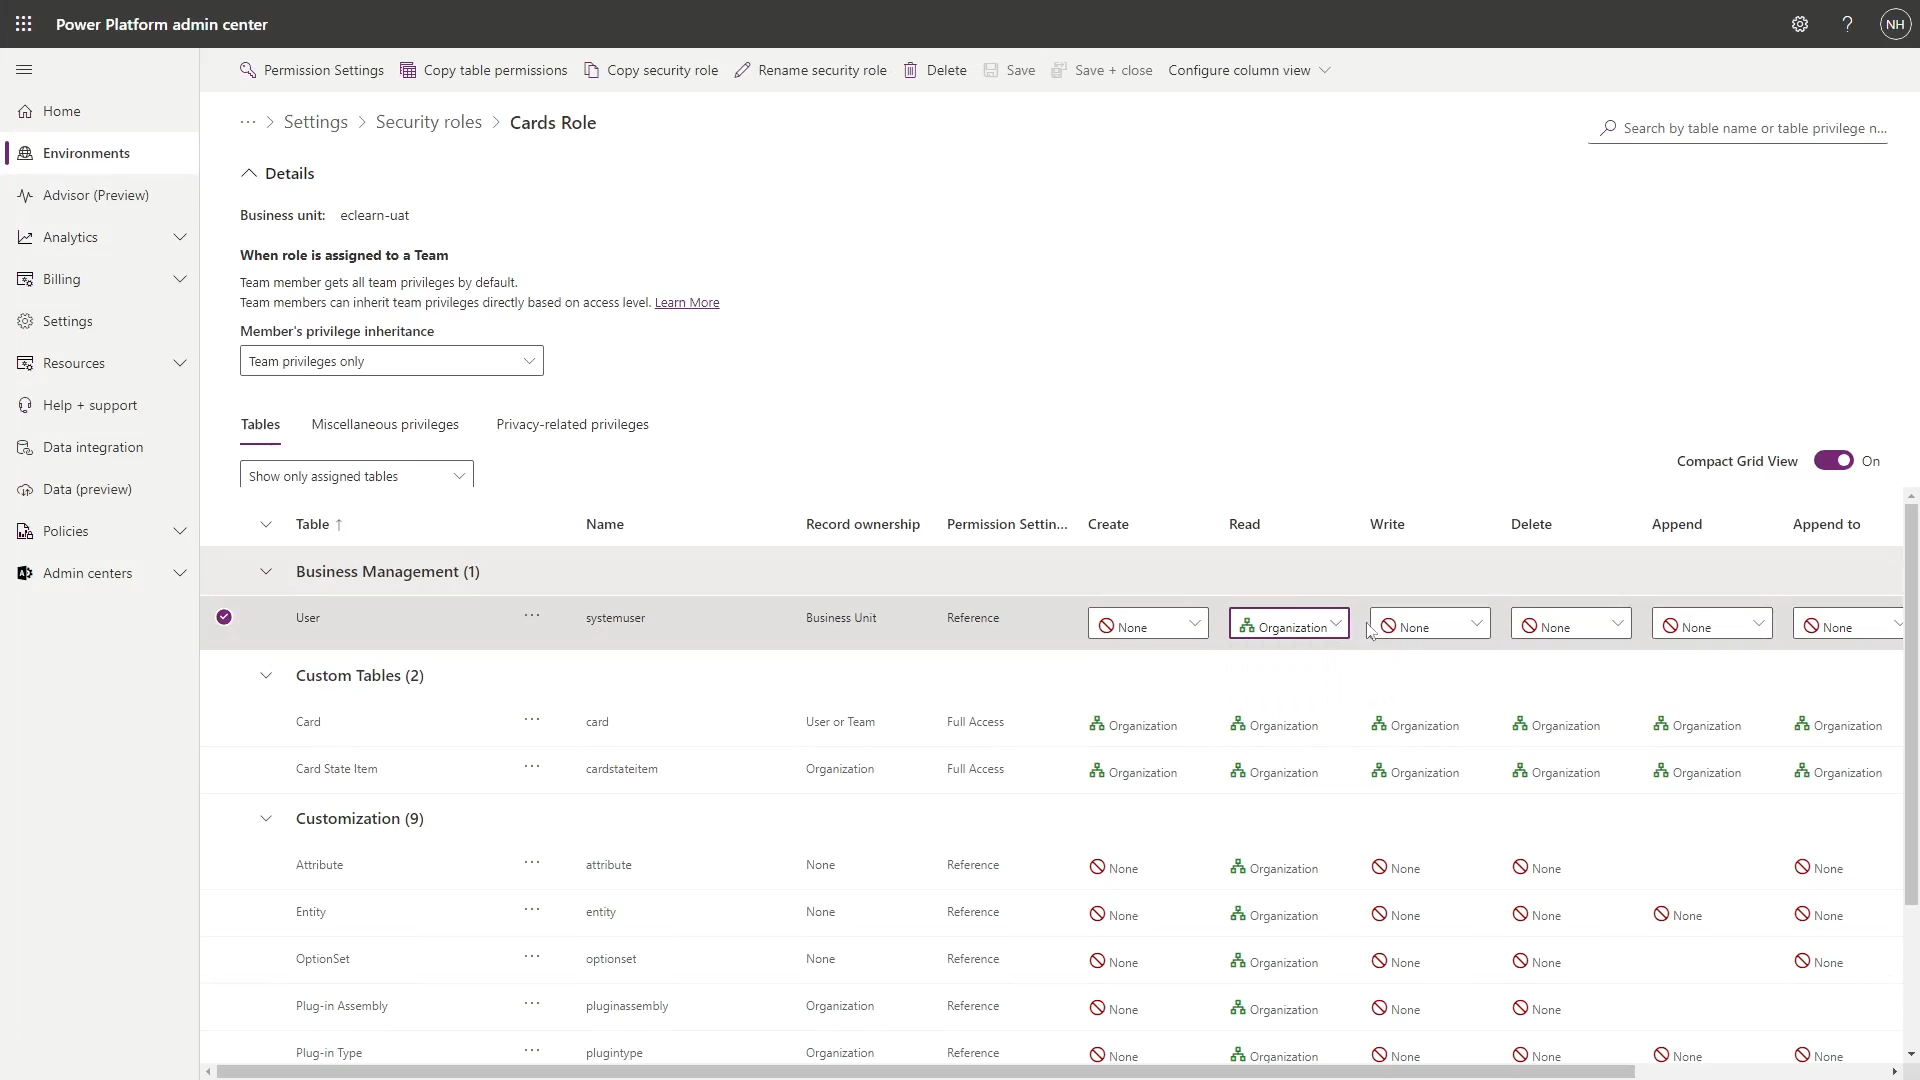 Power Platform admin center
NH
Permission Settings
Copy table permissions
Copy security role
Rename security role
Delete
Save
Save + close
Configure column view
Home
Environments
Advisor (Preview)
Analytics
Billing
Settings
Resources
Help + support
Data integration
Data (preview)
Policies
Admin centers
··· > Settings > Security roles > Cards Role
Search by table name or table privilege n...
Details
Business unit: eclearn-uat
When role is assigned to a Team
Team member gets all team privileges by default.
Team members can inherit team privileges directly based on access level. Learn More
Member's privilege inheritance
Team privileges only
Tables Miscellaneous privileges Privacy-related privileges
Show only assigned tables
Compact Grid View On
Table ↑ Name Record ownership Permission Settin... Create Read Write Delete Append Append to
Business Management (1)
User ··· systemuser Business Unit Reference None Organization None None None None
Custom Tables (2)
Card ··· card User or Team Full Access Organization Organization Organization Organization Organization Organization
Card State Item ··· cardstateitem Organization Full Access Organization Organization Organization Organization Organization Organization
Customization (9)
Attribute ··· attribute None Reference None Organization None None None
Entity ··· entity None Reference None Organization None None None None
OptionSet ··· optionset None Reference None Organization None None None
Plug-in Assembly ··· pluginassembly Organization Reference None Organization None None
Plug-in Type ··· plugintype Organization Reference None Organization None None None None